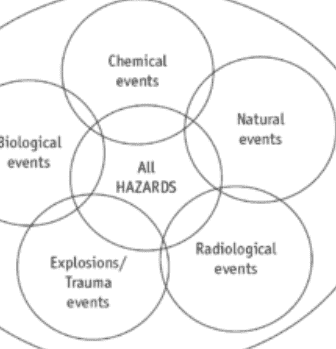 Chemical
events
Natural
events
Biological
events
All
HAZARDS
Explosions/
Trauma
events
Radiological
events